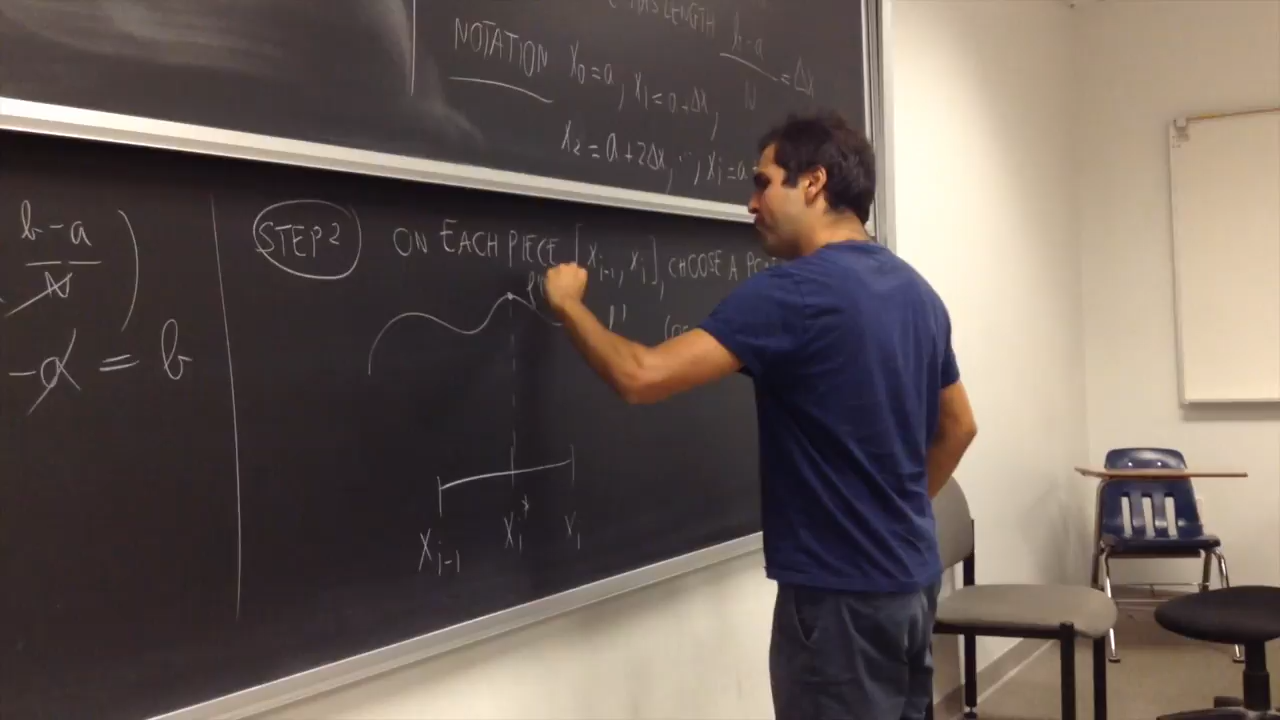 LENGTH b-a
N = Δx
NOTATION x₀ = a, x₁ = a + Δx,
x₂ = a + 2Δx, ..., xᵢ = a
b-a
N
)
-a = b
STEP 2 ON EACH PIECE [xᵢ₋₁, xᵢ], CHOOSE A
xᵢ₋₁ xᵢ* xᵢ